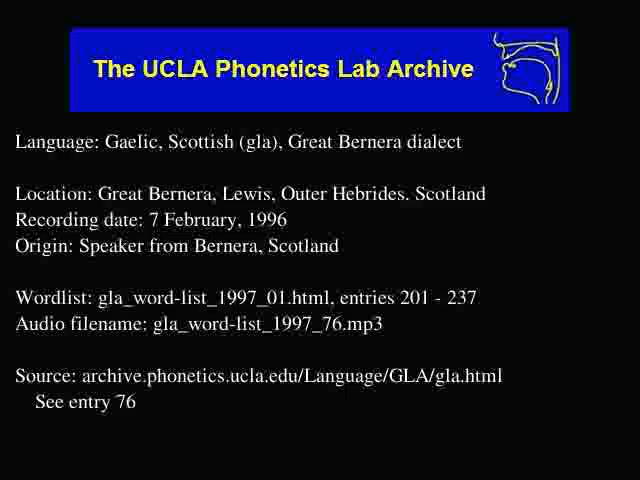 The UCLA Phonetics Lab Archive
Language: Gaelic, Scottish (gla), Great Bernera dialect
Location: Great Bernera, Lewis, Outer Hebrides. Scotland
Recording date: 7 February, 1996
Origin: Speaker from Bernera, Scotland
Wordlist: gla_word-list_1997_01.html, entries 201 - 237
Audio filename: gla_word-list_1997_76.mp3
Source: archive.phonetics.ucla.edu/Language/GLA/gla.html
See entry 76